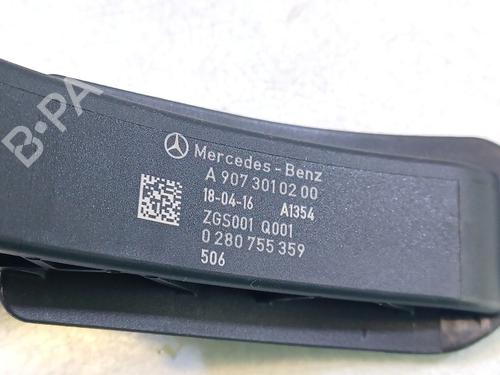 B-PA
Mercedes-Benz
A 907 301 02 00
18-04-16 A1354
ZGS001 Q001
0 280 755 359
506